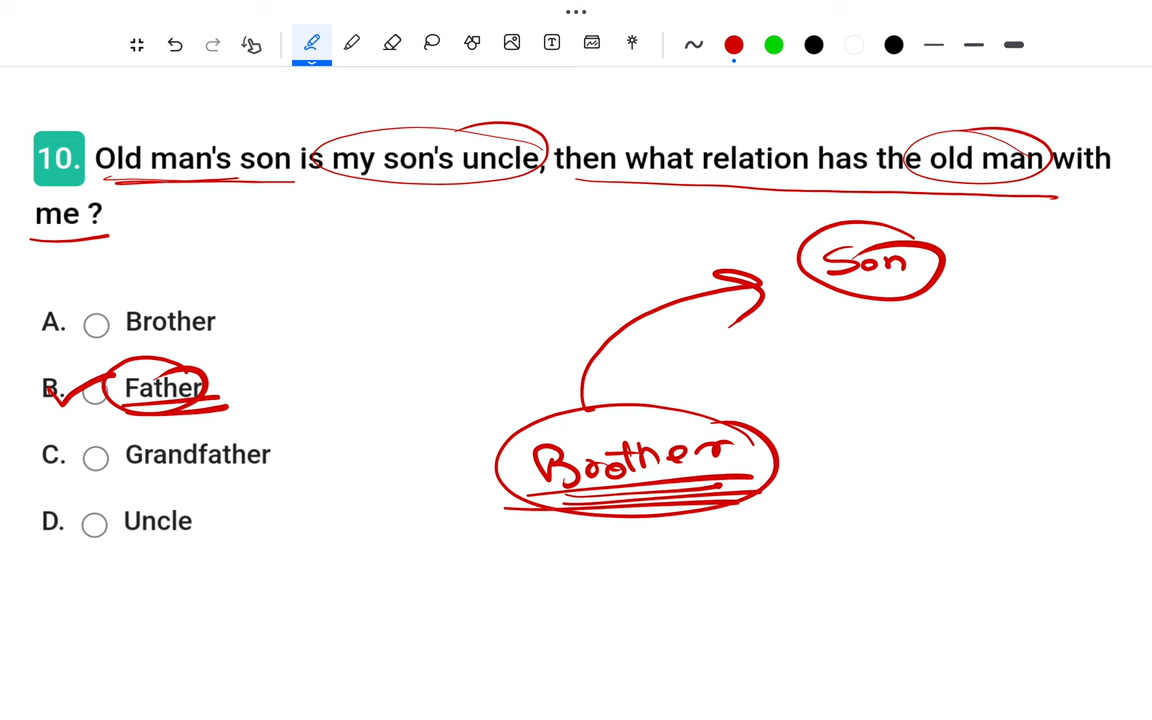 10. Old man's son is my son's uncle, then what relation has the old man with
me ?
Son
A. Brother
B. Father
C. Grandfather
Brother
D. Uncle